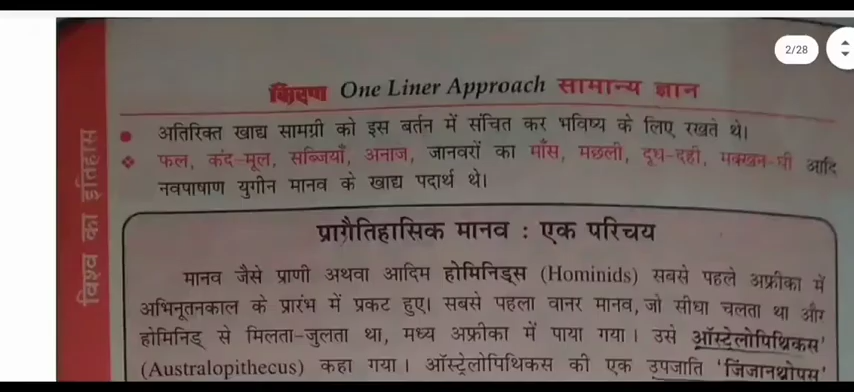 2/28
किरण One Liner Approach सामान्य ज्ञान
विश्व का इतिहास
अतिरिक्त खाद्य सामग्री को इस बर्तन में संचित कर भविष्य के लिए रखते थे।
फल, कंद-मूल, सब्जियाँ, अनाज, जानवरों का माँस, मछली, दूध-दही, मक्खन-घी आदि
नवपाषाण युगीन मानव के खाद्य पदार्थ थे।
प्रागैतिहासिक मानव : एक परिचय
मानव जैसे प्राणी अथवा आदिम होमिनिड्स (Hominids) सबसे पहले अफ्रीका में
अभिनूतनकाल के प्रारंभ में प्रकट हुए। सबसे पहला वानर मानव, जो सीधा चलता था और
होमिनिड् से मिलता-जुलता था, मध्य अफ्रीका में पाया गया। उसे ऑस्टेलोपिथिकस'
(Australopithecus) कहा गया। ऑस्ट्रेलोपिथिकस की एक उपजाति 'जिंजानथ्रोपस'